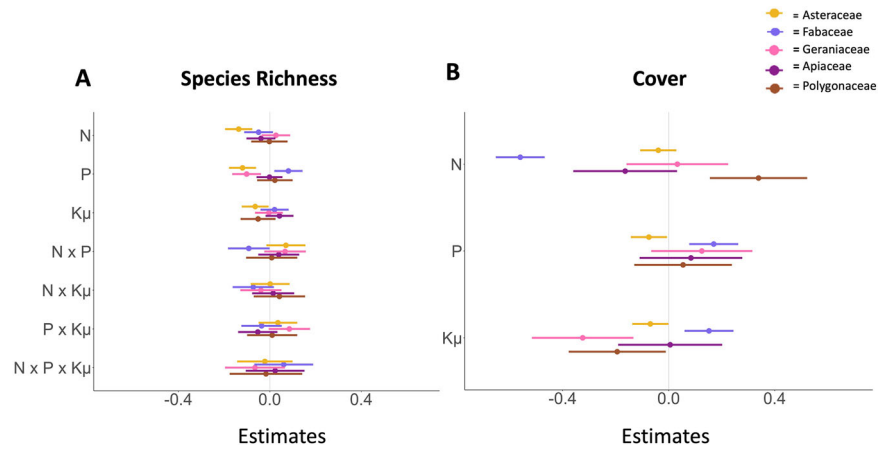 = Asteraceae
= Fabaceae
= Geraniaceae
= Apiaceae
= Polygonaceae
A
Species Richness
N
P
Kμ
N x P
N x Kμ
P x Kμ
N x P x Kμ
-0.4
0.0
0.4
Estimates
B
Cover
N
P
Kμ
-0.4
0.0
0.4
Estimates